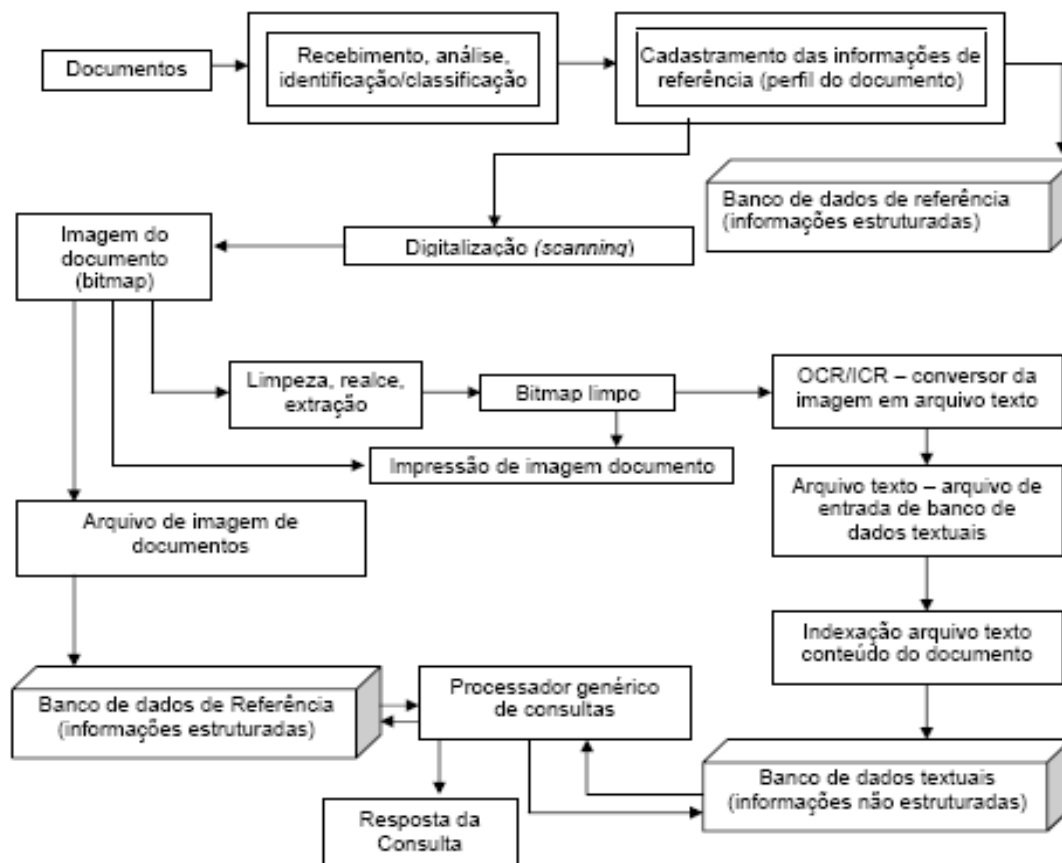 Documentos
Recebimento, análise,
identificação/classificação
Cadastramento das informações de
referência (perfil do documento)
Banco de dados de referência
(informações estruturadas)
Digitalização (scanning)
Imagem do
documento
(bitmap)
Limpeza, realce,
extração
Bitmap limpo
OCR/ICR – conversor da
imagem em arquivo texto
Impressão de imagem documento
Arquivo texto – arquivo de
entrada de banco de
dados textuais
Arquivo de imagem de
documentos
Indexação arquivo texto
conteúdo do documento
Banco de dados de Referência
(informações estruturadas)
Processador genérico
de consultas
Banco de dados textuais
(informações não estruturadas)
Resposta da
Consulta